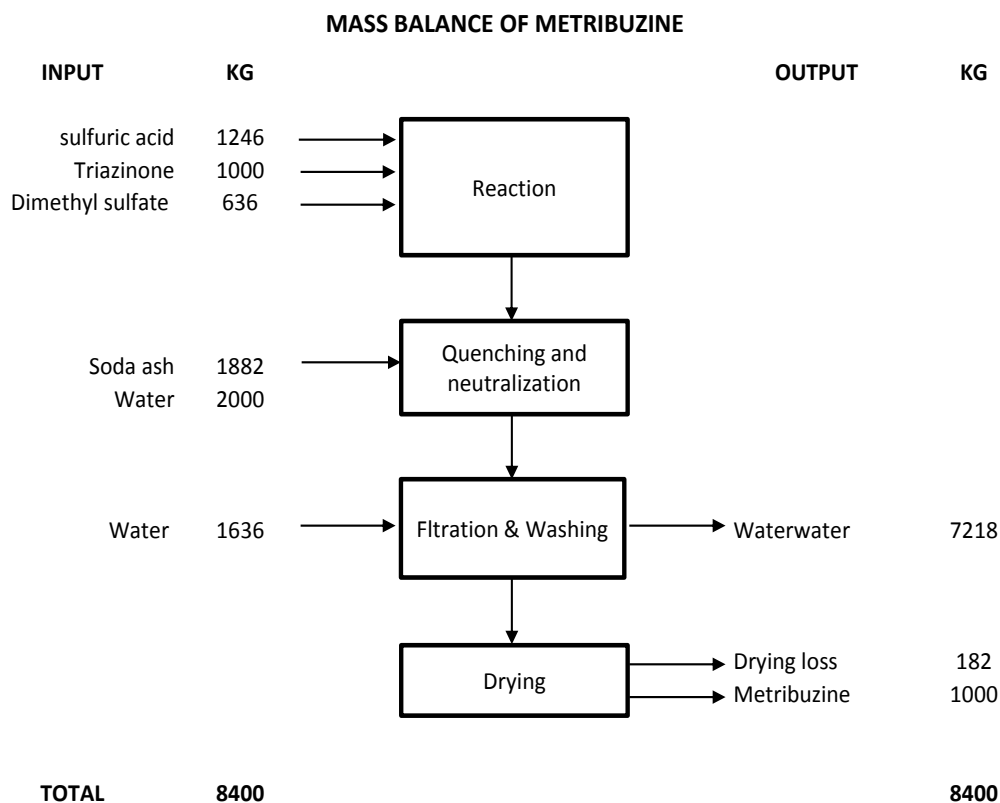 MASS BALANCE OF METRIBUZINE
INPUT KG OUTPUT KG
sulfuric acid 1246
Triazinone 1000
Reaction
Dimethyl sulfate 636
Quenching and
neutralization
Soda ash 1882
Water 2000
Water 1636 Fltration & Washing Waterwater 7218
Drying loss 182
Drying
Metribuzine 1000
TOTAL 8400 8400